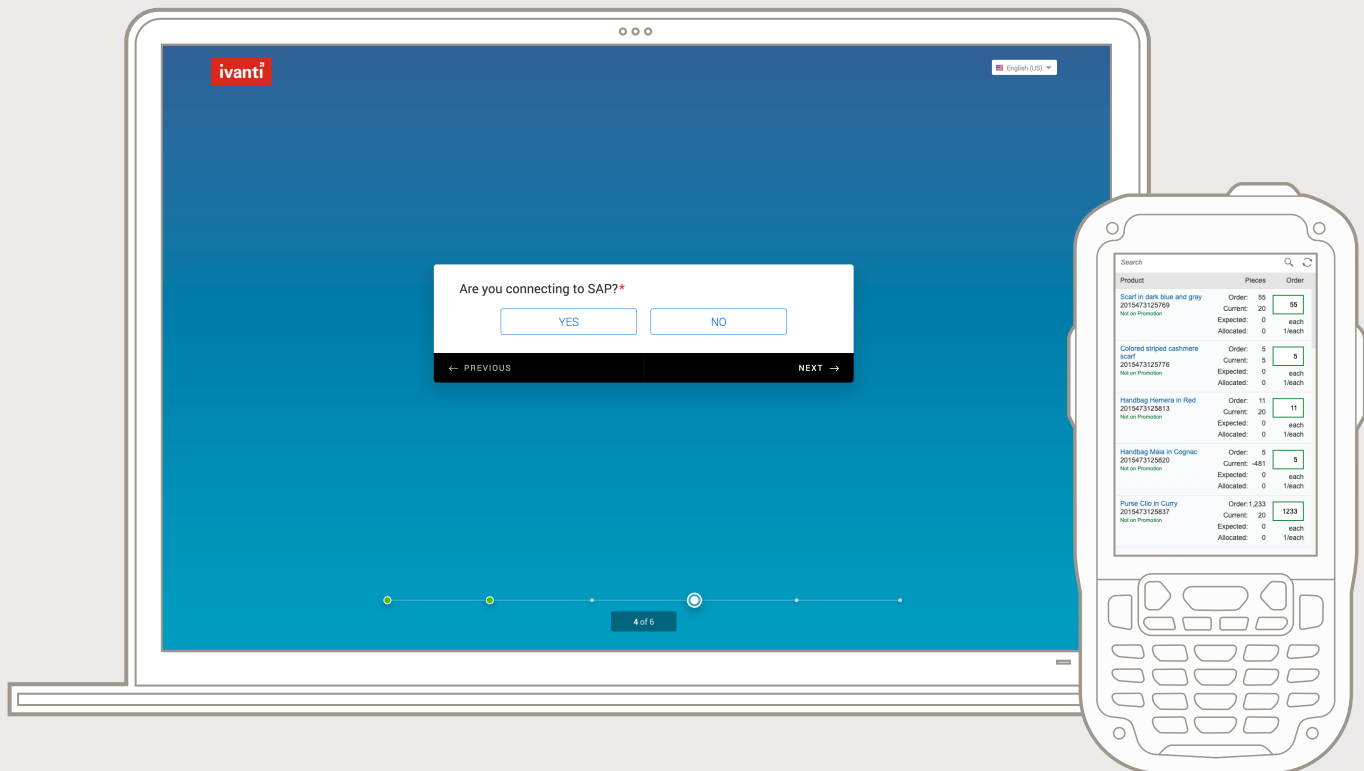 ivanti
English (US)
Are you connecting to SAP?*
YES NO
← PREVIOUS NEXT →
4 of 6
Search
Product Pieces Order
Scarf in dark blue and gray Order: 55 55
2015473125769 Current: 20
Not on Promotion Expected: 0 each
Allocated: 0 1/each
Colored striped cashmere Order: 5 5
scarf Current: 5
2015473125776 Expected: 0 each
Not on Promotion Allocated: 0 1/each
Handbag Hemera in Red Order: 11 11
2015473125813 Current: 20
Not on Promotion Expected: 0 each
Allocated: 0 1/each
Handbag Maia in Cognac Order: 5 5
2015473125820 Current: -481
Not on Promotion Expected: 0 each
Allocated: 0 1/each
Purse Clio in Curry Order: 1,233 1233
2015473125837 Current: 20
Not on Promotion Expected: 0 each
Allocated: 0 1/each